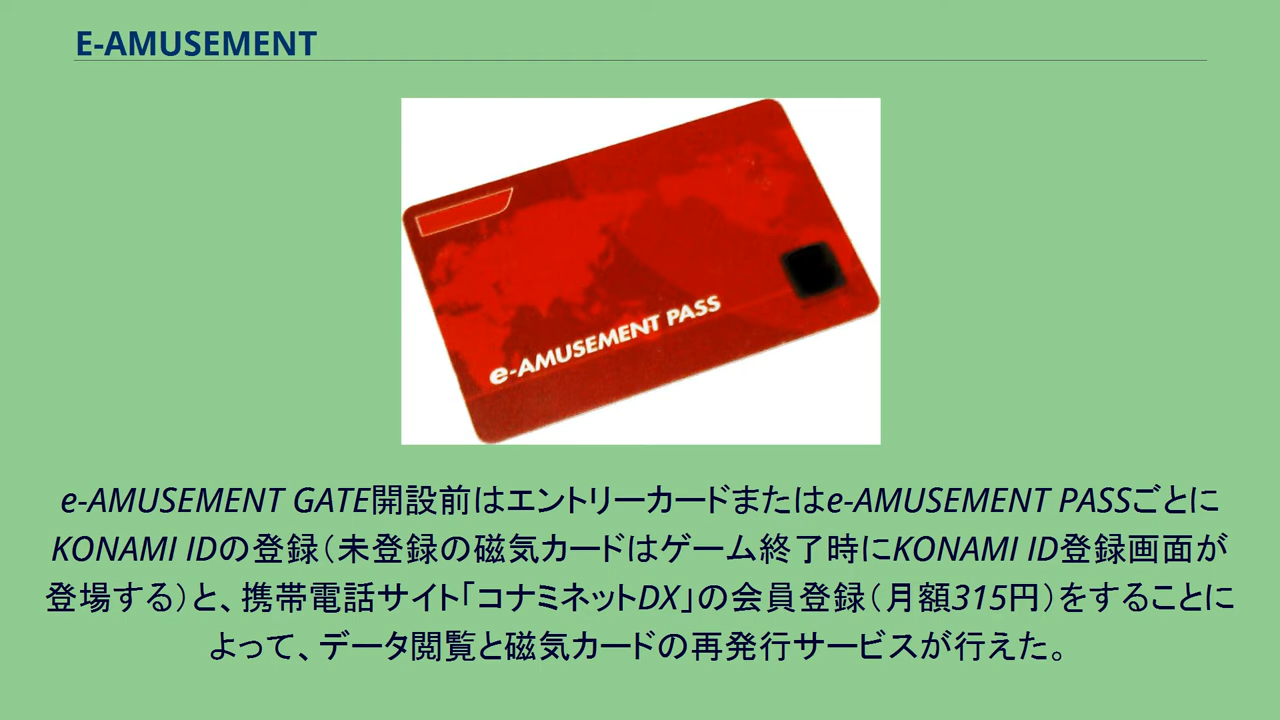 E-AMUSEMENT
e-AMUSEMENT PASS
e-AMUSEMENT GATE開設前はエントリーカードまたはe-AMUSEMENT PASSごとに
KONAMI IDの登録（未登録の磁気カードはゲーム終了時にKONAMI ID登録画面が
登場する）と、携帯電話サイト「コナミネットDX」の会員登録（月額315円）をすることに
よって、データ閲覧と磁気カードの再発行サービスが行えた。